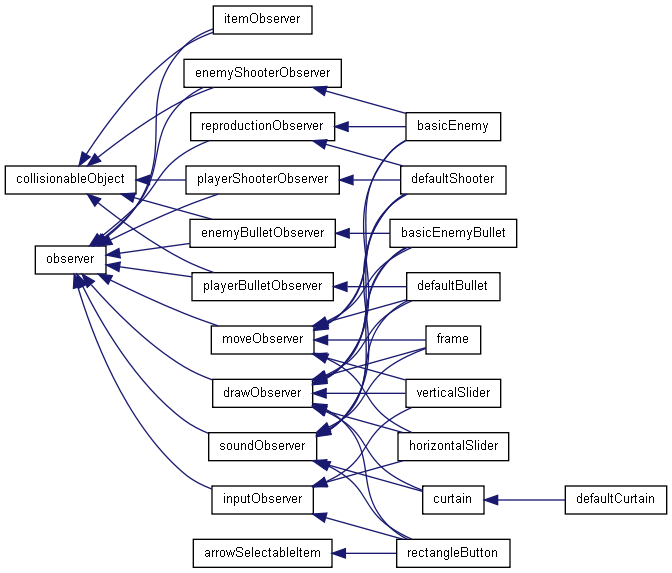 itemObserver
enemyShooterObserver
reproductionObserver
basicEnemy
collisionableObject
playerShooterObserver
defaultShooter
enemyBulletObserver
basicEnemyBullet
observer
playerBulletObserver
defaultBullet
moveObserver
frame
drawObserver
verticalSlider
soundObserver
horizontalSlider
inputObserver
curtain
defaultCurtain
arrowSelectableItem
rectangleButton